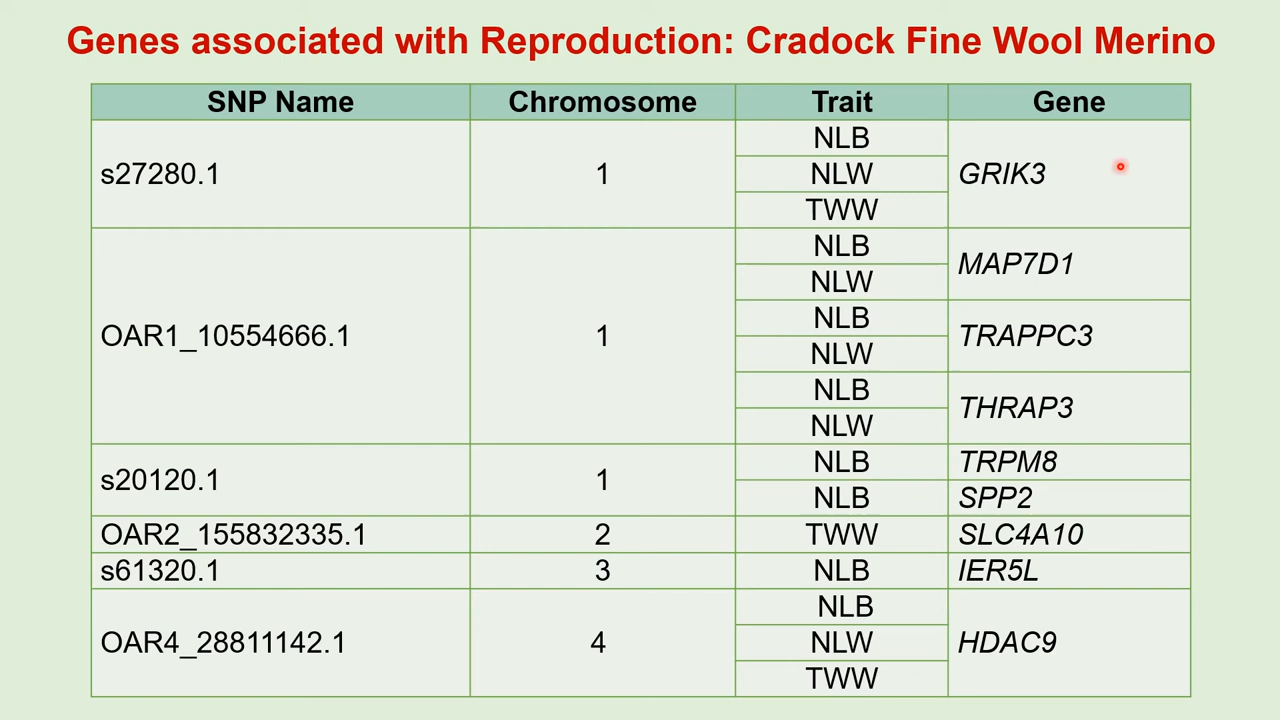 Genes associated with Reproduction: Cradock Fine Wool Merino
SNP Name Chromosome Trait Gene
s27280.1 1 NLB NLW TWW GRIK3
OAR1_10554666.1 1 NLB NLW MAP7D1
NLB NLW TRAPPC3
NLB NLW THRAP3
s20120.1 1 NLB TRPM8
NLB SPP2
OAR2_155832335.1 2 TWW SLC4A10
s61320.1 3 NLB IER5L
OAR4_28811142.1 4 NLB NLW TWW HDAC9